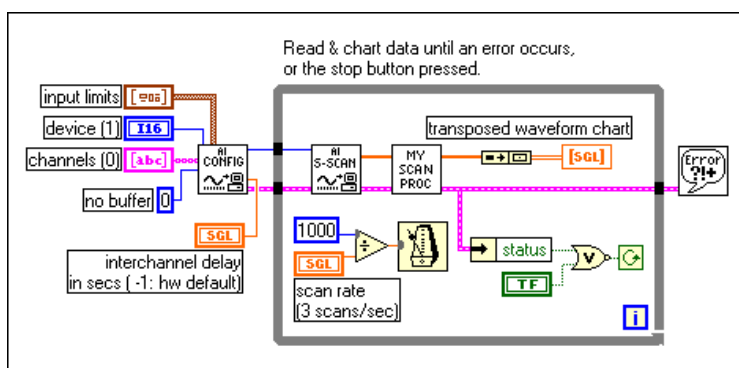 Read & chart data until an error occurs,
or the stop button pressed.
input limits
device (1)
I16
channels (0)
[abc]
no buffer
0
AI
CONFIG
SGL
interchannel delay
in secs ( -1: hw default)
AI
S-SCAN
MY
SCAN
PROC
transposed waveform chart
[SGL]
Error
?!+
1000
÷
SGL
scan rate
(3 scans/sec)
status
V
TF
i